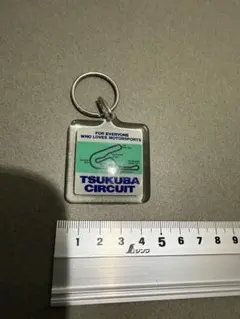 FOR EVERYONE
WHO LOVES MOTORSPORTS
TSUKUBA
CIRCUIT
1 2 3 4 5 6 7 8 9